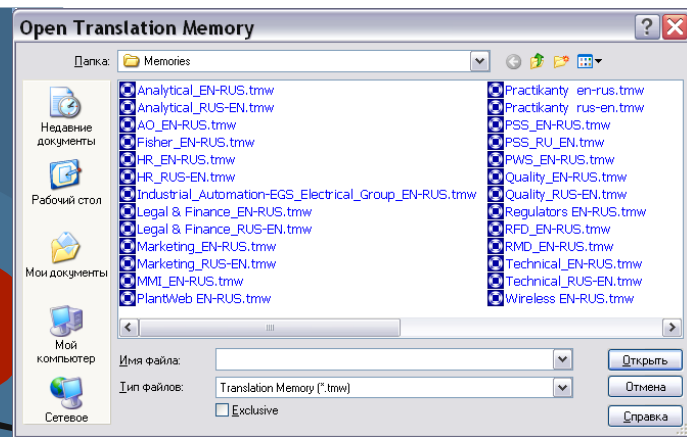 Open Translation Memory
Папка: Memories
Недавние документы
Рабочий стол
Мои документы
Мой компьютер
Сетевое
Analytical_EN-RUS.tmw
Analytical_RUS-EN.tmw
AO_EN-RUS.tmw
Fisher_EN-RUS.tmw
HR_EN-RUS.tmw
HR_RUS-EN.tmw
Industrial_Automation-EGS_Electrical_Group_EN-RUS.tmw
Legal & Finance_EN-RUS.tmw
Legal & Finance_RUS-EN.tmw
Marketing_EN-RUS.tmw
Marketing_RUS-EN.tmw
MMI_EN-RUS.tmw
PlantWeb EN-RUS.tmw
Practikanty en-rus.tmw
Practikanty rus-en.tmw
PSS_EN-RUS.tmw
PSS_RU_EN.tmw
PWS_EN-RUS.tmw
Quality_EN-RUS.tmw
Quality_RUS-EN.tmw
Regulators EN-RUS.tmw
RFD_EN-RUS.tmw
RMD_EN-RUS.tmw
Technical_EN-RUS.tmw
Technical_RUS-EN.tmw
Wireless EN-RUS.tmw
Имя файла:
Открыть
Тип файлов: Translation Memory (*.tmw)
Отмена
Exclusive
Справка